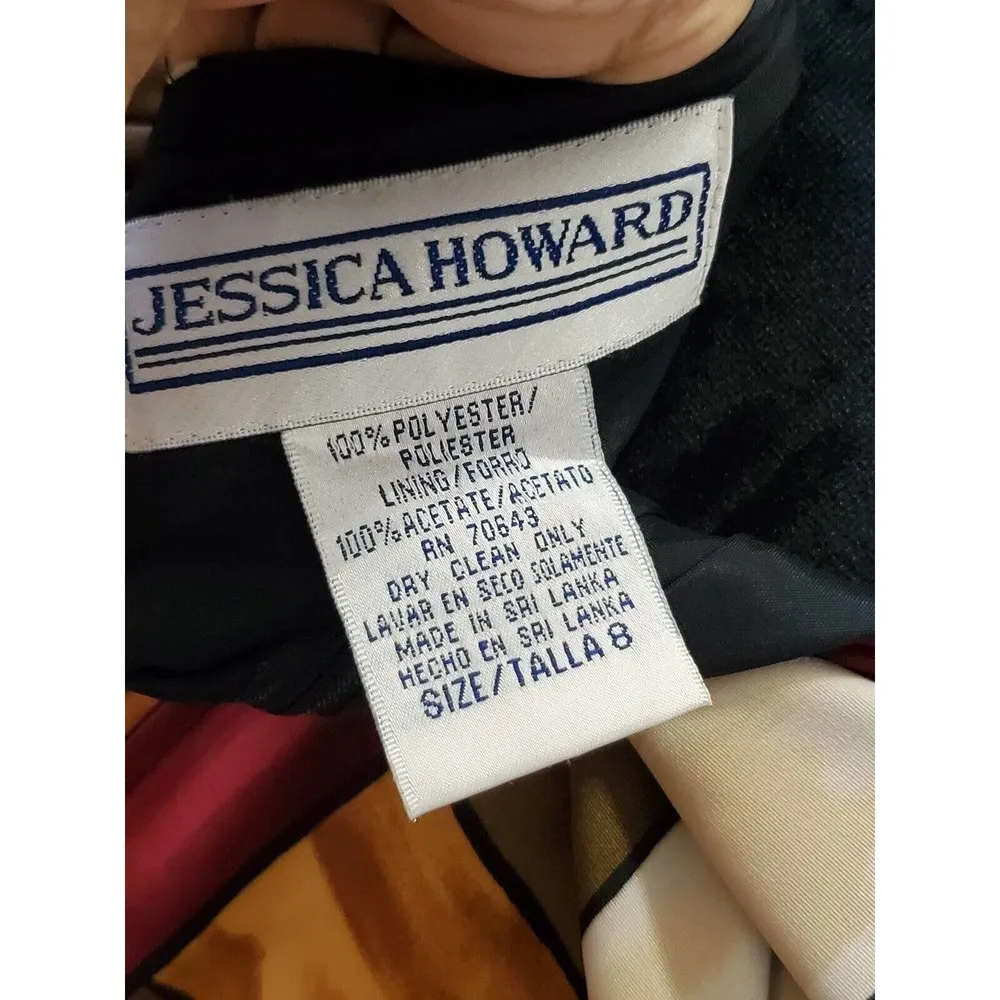 JESSICA HOWARD
100% POLYESTER/
POLIESTER
LINING/FORRO
100% ACETATE/ACETATO
RN 70643
DRY CLEAN ONLY
LAVAR EN SECO SOLAMENTE
MADE IN SRI LANKA
HECHO EN SRI LANKA
SIZE/TALLA 8